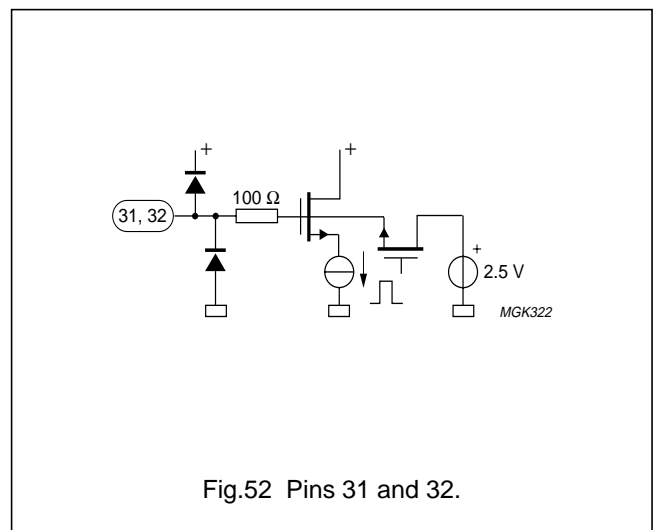 +
+
100 Ω
31, 32
+
2.5 V
MGK322
Fig.52 Pins 31 and 32.